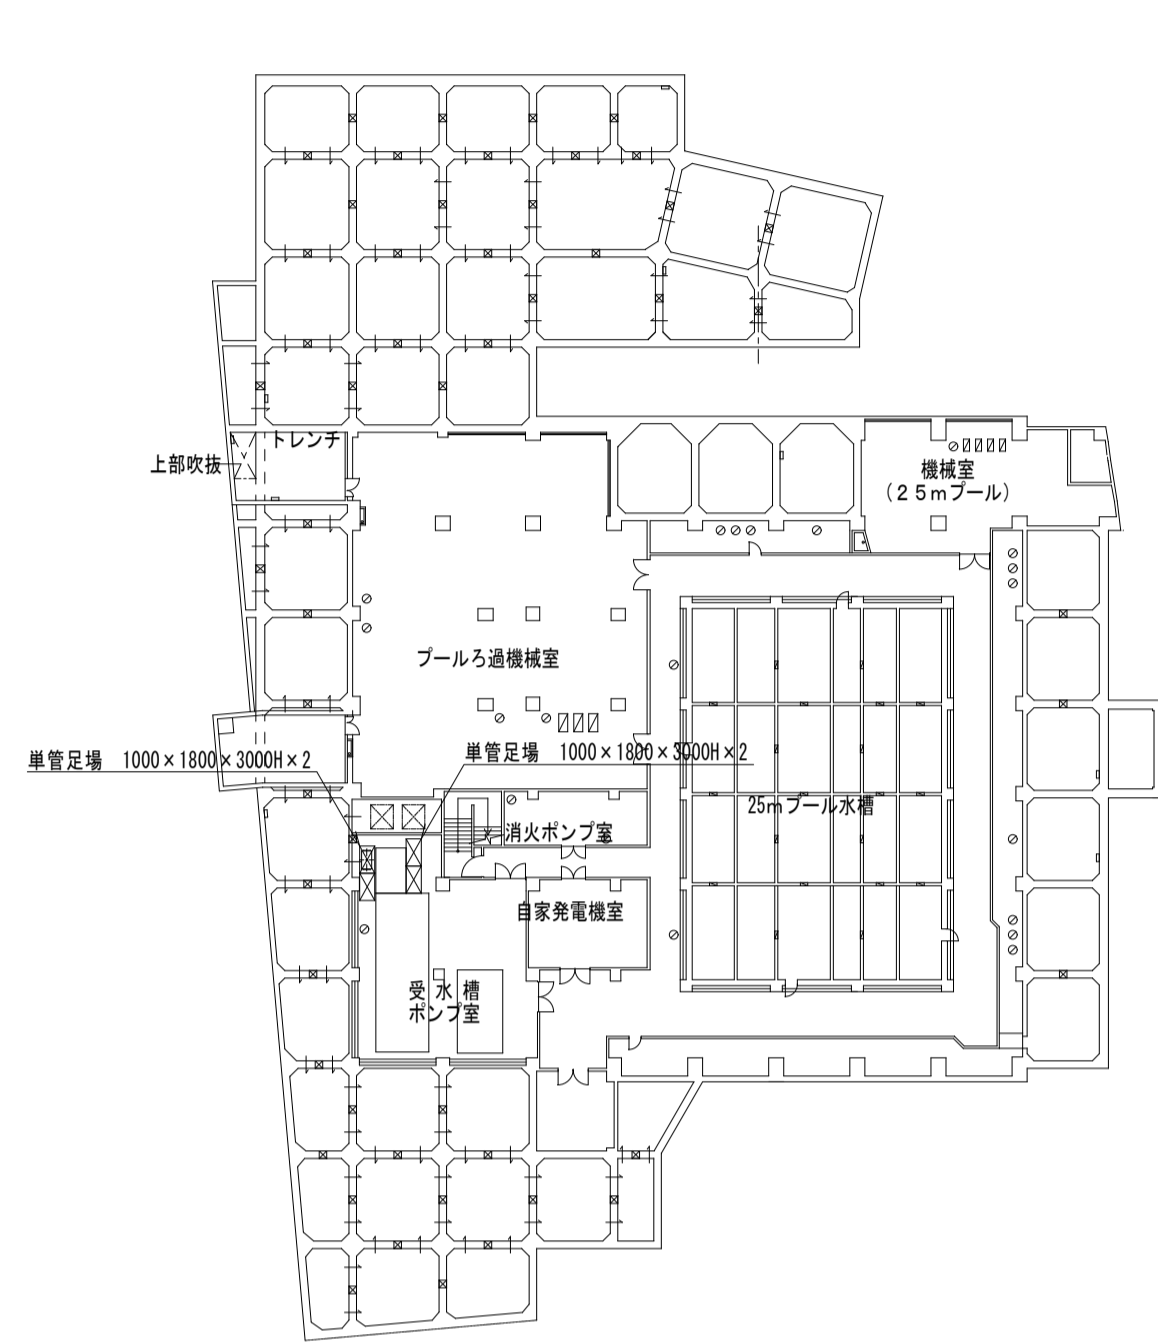 トレンチ
上部吹抜
機械室
(25mプール)
プールろ過機械室
単管足場 1000×1800×3000H×2
単管足場 1000×1800×3000H×2
25mプール水槽
消火ポンプ室
自家発電機室
受水槽
ポンプ室